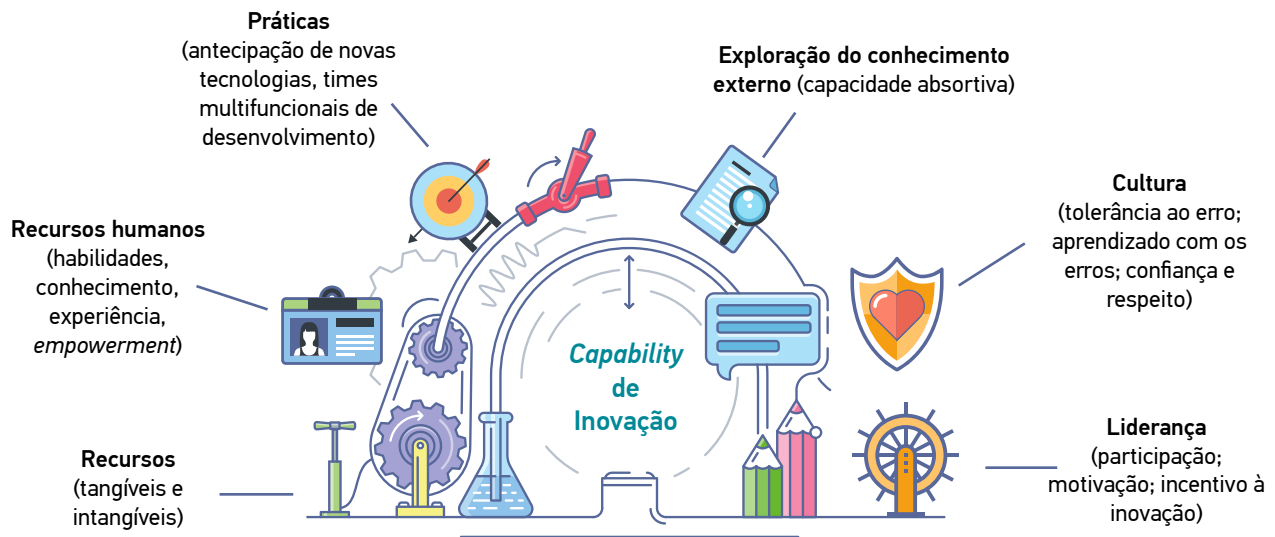 Práticas
(antecipação de novas
tecnologias, times
multifuncionais de
desenvolvimento)
Exploração do conhecimento
externo (capacidade absortiva)
Cultura
(tolerância ao erro;
aprendizado com os
erros; confiança e
respeito)
Recursos humanos
(habilidades,
conhecimento,
experiência,
empowerment)
Capability
de
Inovação
Recursos
(tangíveis e
intangíveis)
Liderança
(participação;
motivação; incentivo à
inovação)